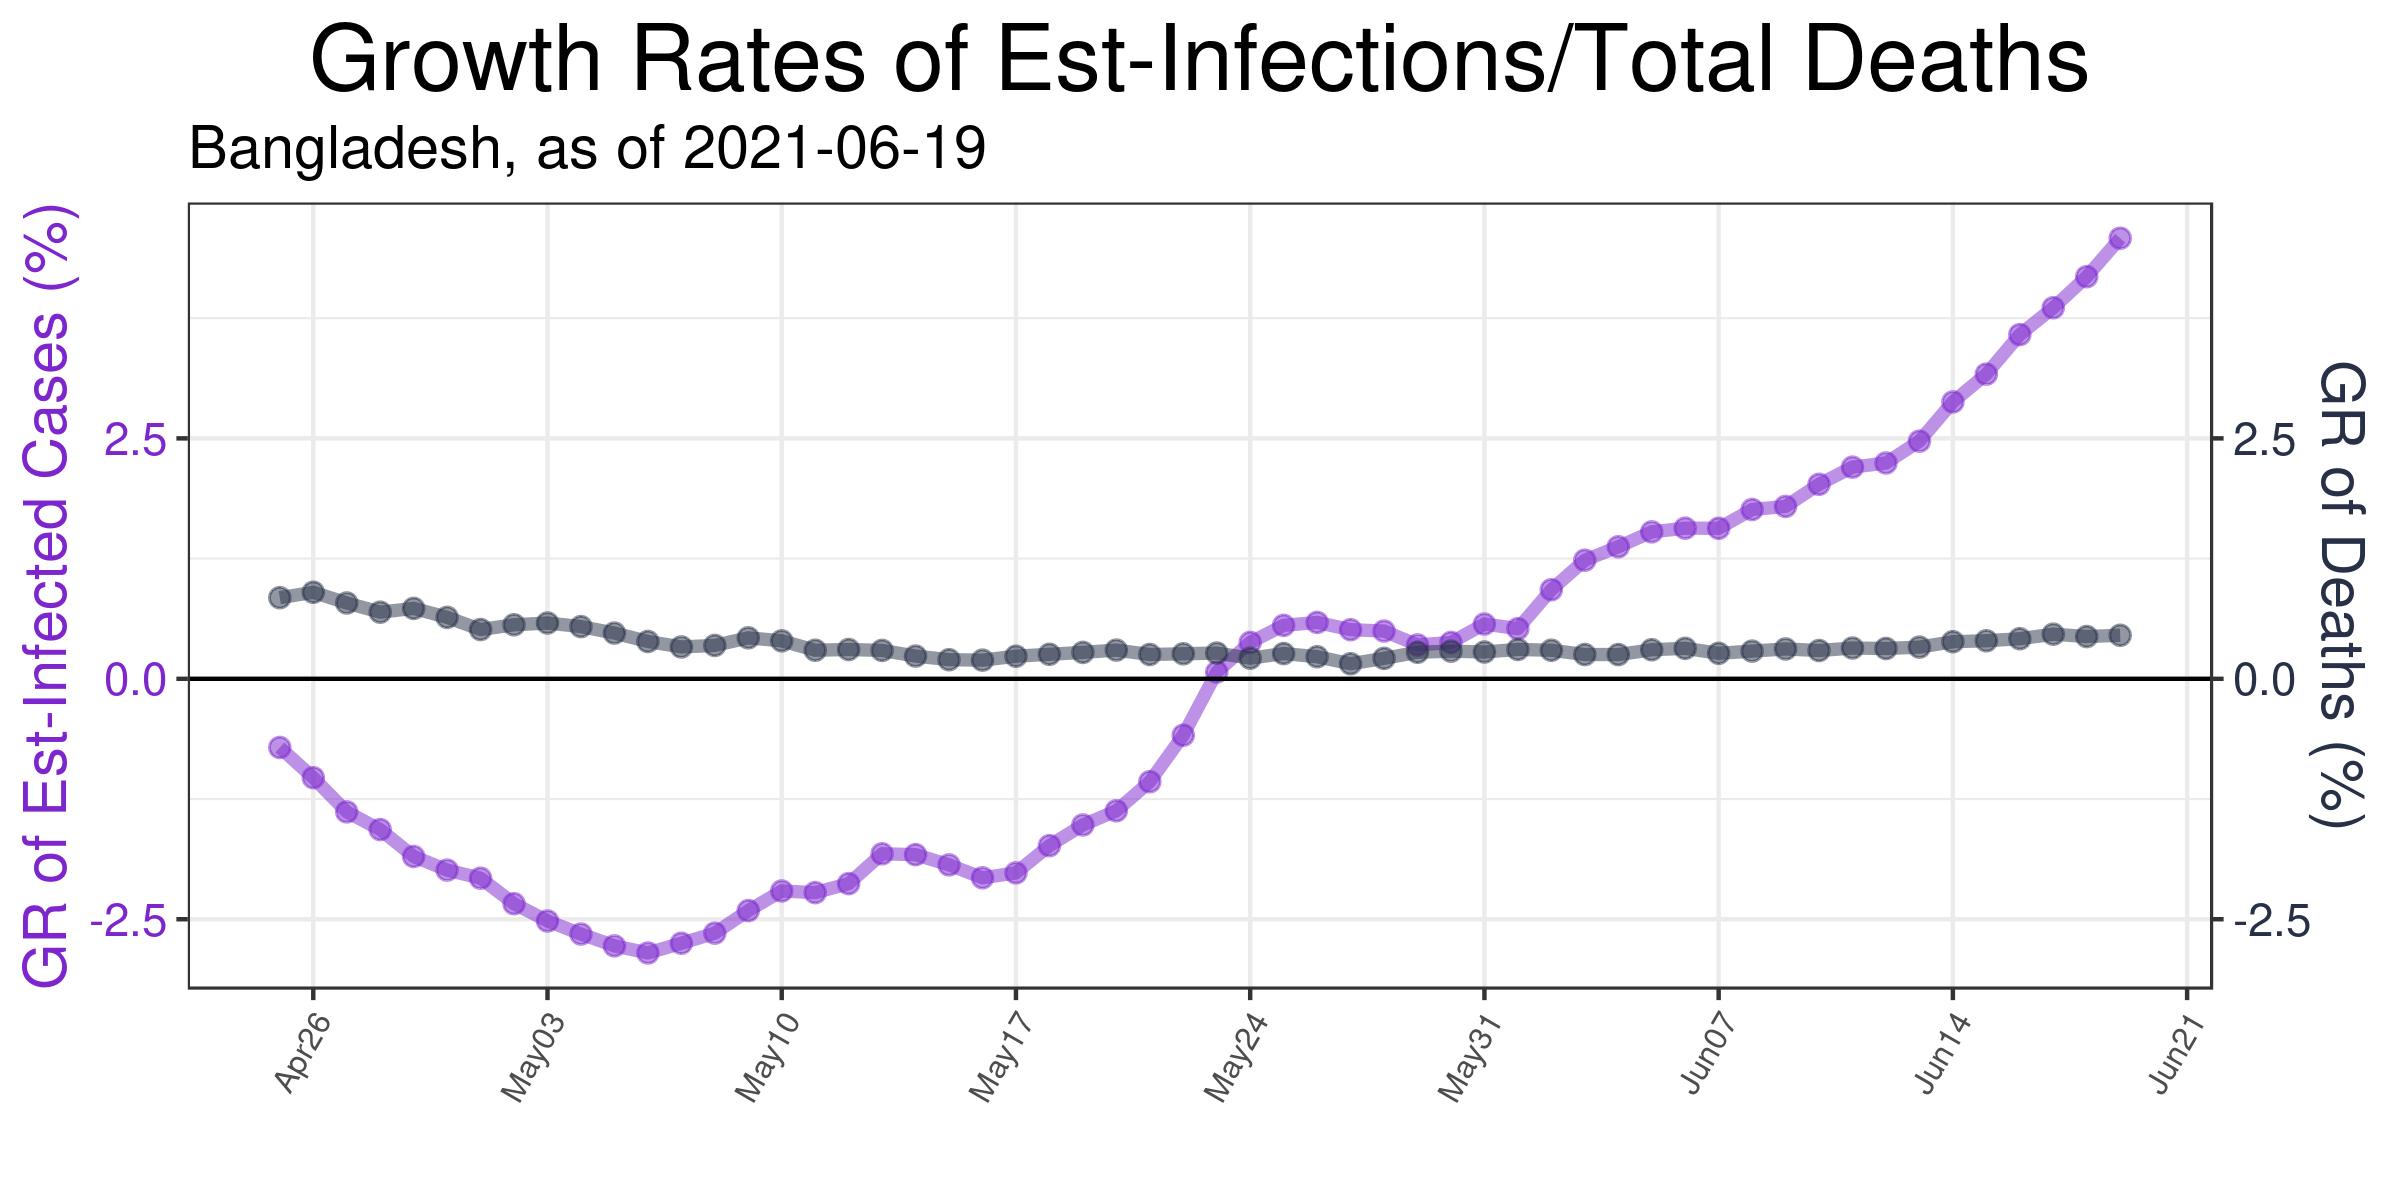 Growth Rates of Est-Infections/Total Deaths
Bangladesh, as of 2021-06-19
GR of Est-Infected Cases (%)
2.5
0.0
-2.5
2.5
0.0
-2.5
GR of Deaths (%)
Apr26
May03
May10
May17
May24
May31
Jun07
Jun14
Jun21